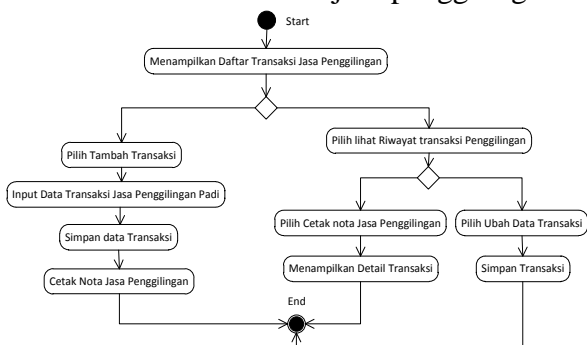 Start
Menampilkan Daftar Transaksi Jasa Penggilingan
Pilih Tambah Transaksi
Input Data Transaksi Jasa Penggilingan Padi
Simpan data Transaksi
Cetak Nota Jasa Penggilingan
Pilih lihat Riwayat transaksi Penggilingan
Pilih Cetak nota Jasa Penggilingan
Pilih Ubah Data Transaksi
Menampilkan Detail Transaksi
Simpan Transaksi
End